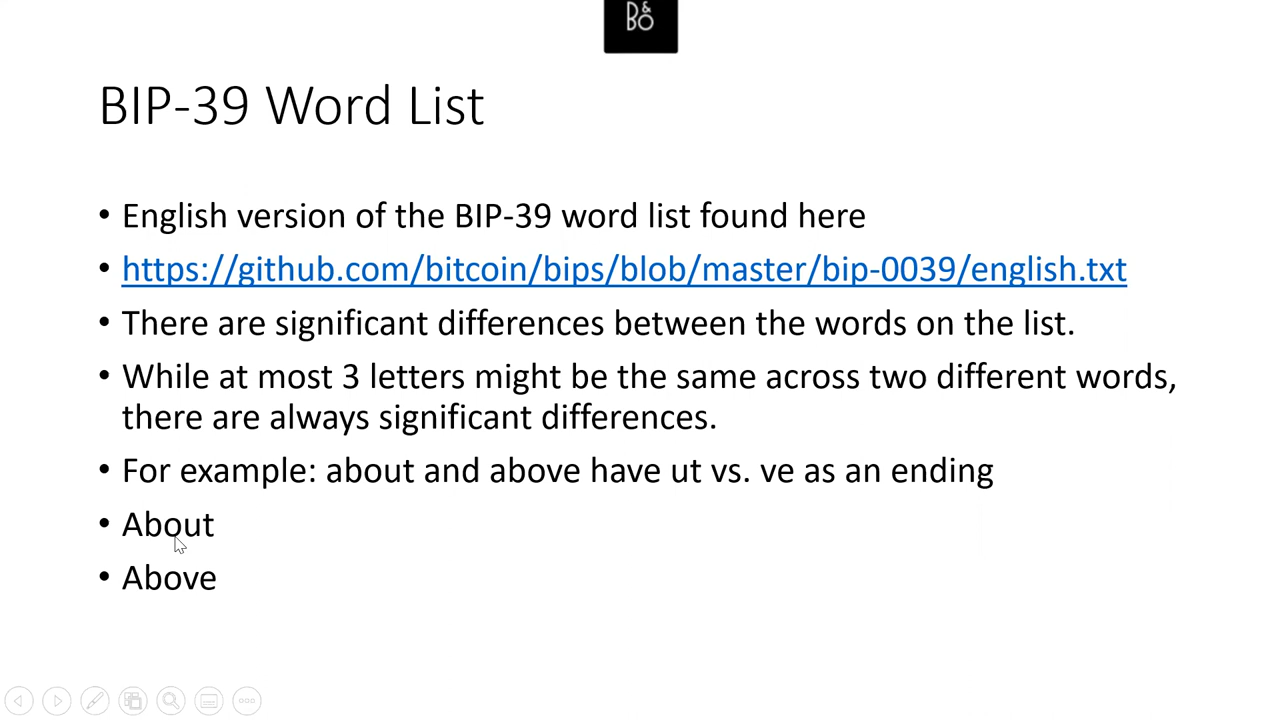 B&O
BIP-39 Word List
• English version of the BIP-39 word list found here
• https://github.com/bitcoin/bips/blob/master/bip-0039/english.txt
• There are significant differences between the words on the list.
• While at most 3 letters might be the same across two different words,
there are always significant differences.
• For example: about and above have ut vs. ve as an ending
• About
• Above